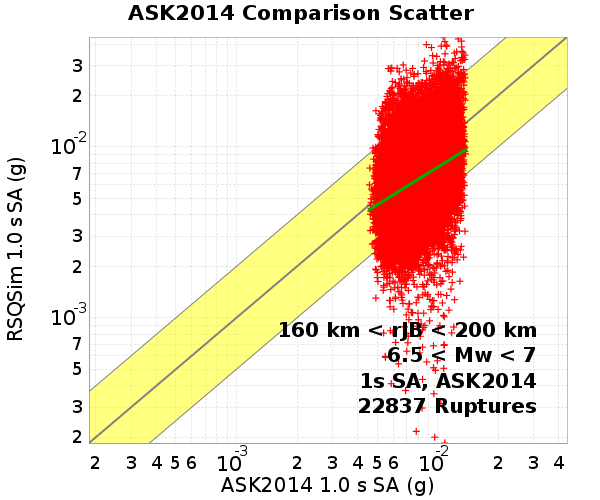 ASK2014 Comparison Scatter
RSQSim 1.0 s SA (g)
3
2
10-2
7
5
3
2
10-3
7
5
3
2
160 km < rJB < 200 km
6.5 < Mw < 7
1s SA, ASK2014
22837 Ruptures
2 3 4 5 6 10-3 2 3 4 5 6 10-2 2 3 4
ASK2014 1.0 s SA (g)